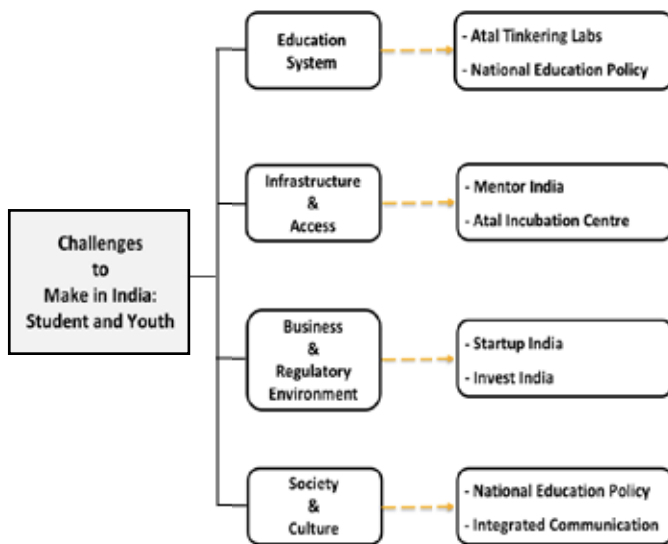 Challenges
to
Make in India:
Student and Youth
Education
System
- Atal Tinkering Labs
- National Education Policy
Infrastructure
&
Access
- Mentor India
- Atal Incubation Centre
Business
&
Regulatory
Environment
- Startup India
- Invest India
Society
&
Culture
- National Education Policy
- Integrated Communication